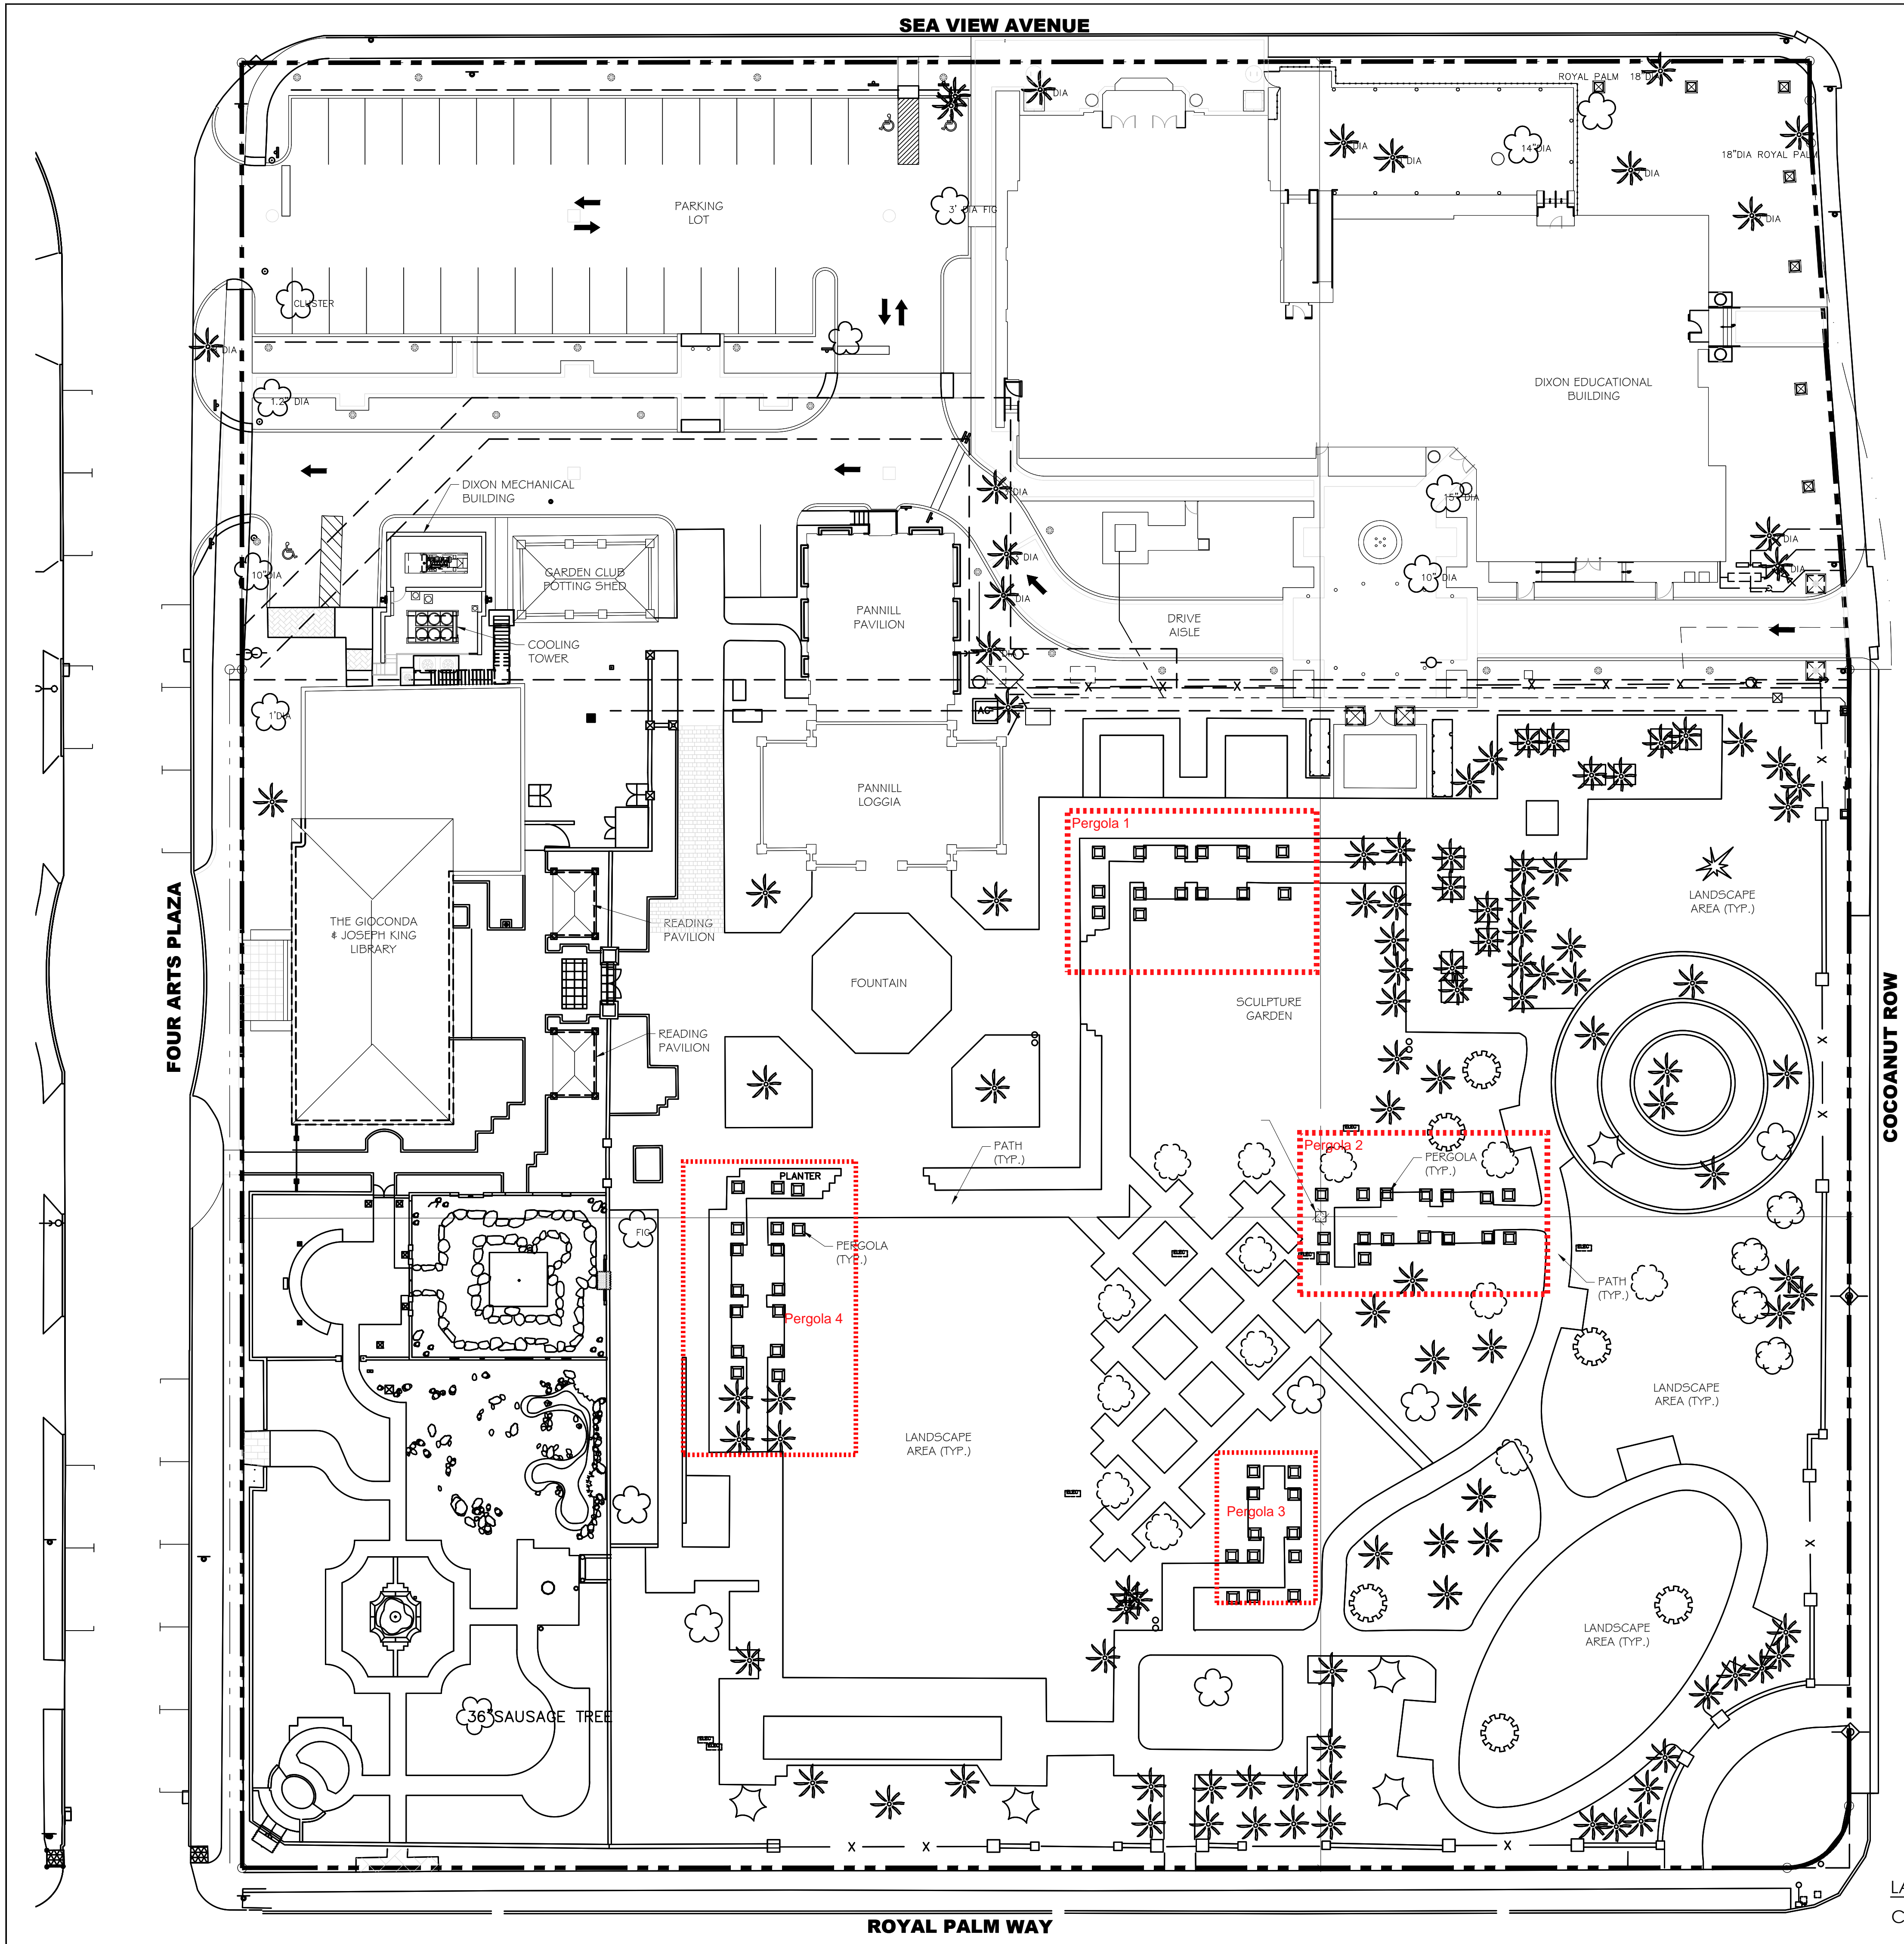 SEA VIEW AVENUE
ROYAL PALM 18"DIA
DIA
DIA
DIA
14"DIA
18"DIA ROYAL PALM
DIA
DIA
PARKING
LOT
3' DIA FIG
CLUSTER
DIA
1.2' DIA
DIXON EDUCATIONAL
BUILDING
DIXON MECHANICAL
BUILDING
DIA
15" DIA
DIA
10"DIA
GARDEN CLUB
POTTING SHED
DIA
10" DIA
DIA
DIA
PANNILL
PAVILION
DRIVE
AISLE
COOLING
TOWER
1'DIA
AC
X X X X X X
PANNILL
LOGGIA
Pergola 1
LANDSCAPE
AREA (TYP.)
THE GIOCONDA
& JOSEPH KING
LIBRARY
READING
PAVILION
FOUNTAIN
SCULPTURE
GARDEN
FOUR ARTS PLAZA
COCOANUT ROW
READING
PAVILION
PATH
(TYP.)
Pergola 2
PERGOLA
(TYP.)
PLANTER
FIG
PERGOLA
(TYP.)
PATH
(TYP.)
Pergola 4
LANDSCAPE
AREA (TYP.)
LANDSCAPE
AREA (TYP.)
Pergola 3
LANDSCAPE
AREA (TYP.)
36"SAUSAGE TREE
X X X
LA
C
ROYAL PALM WAY